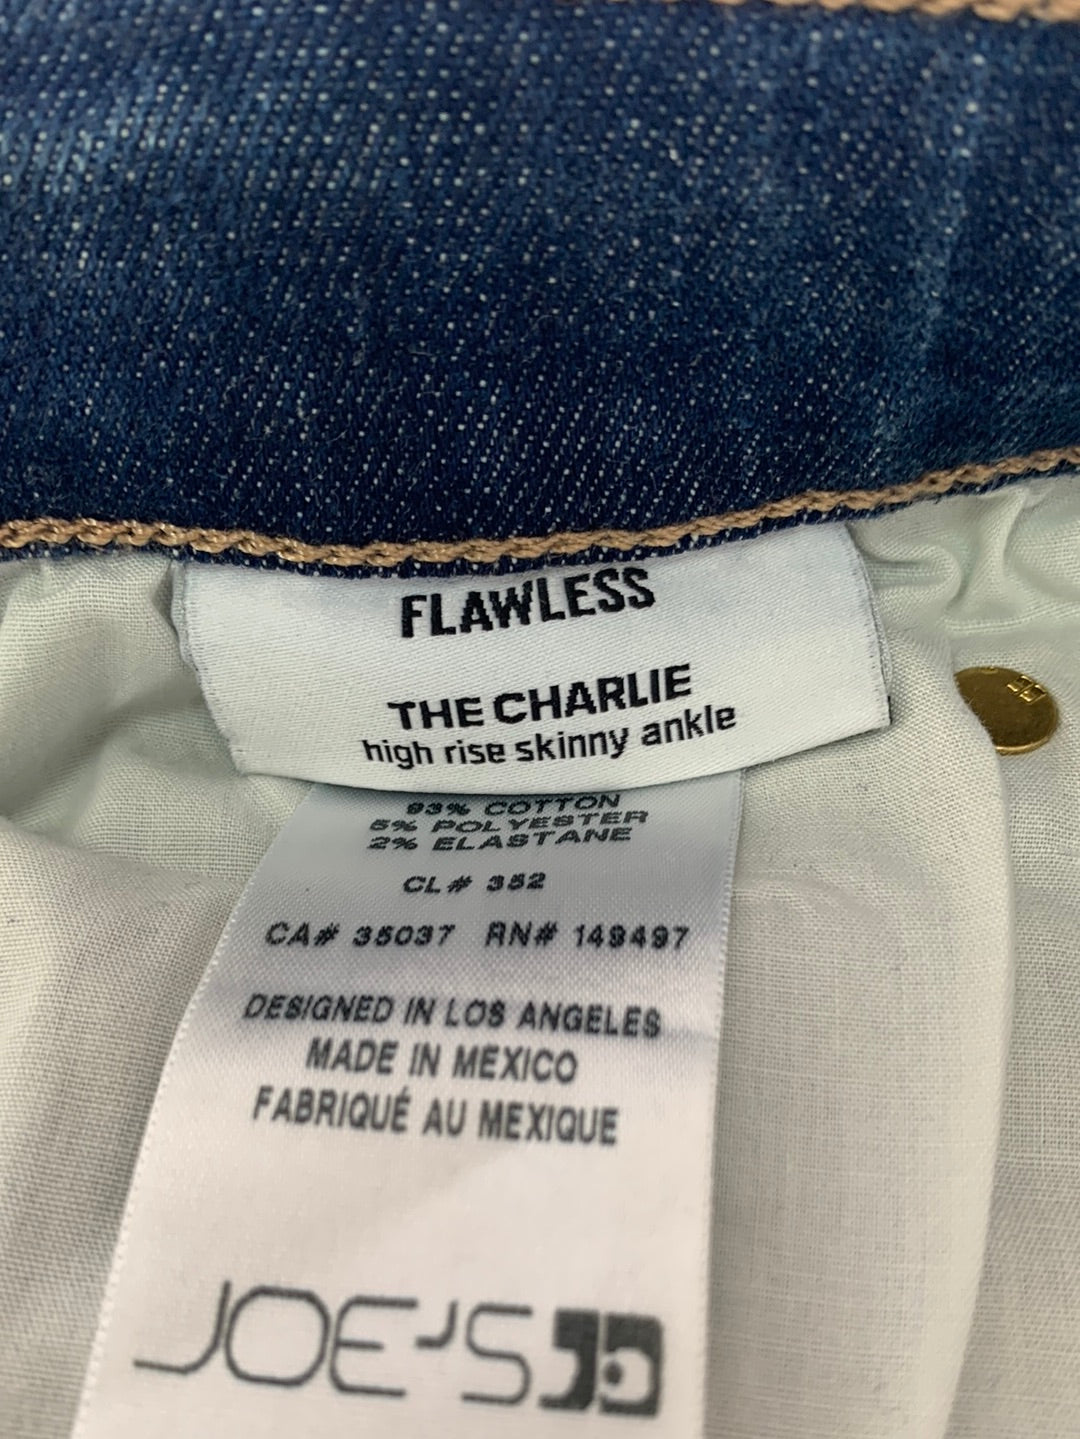 FLAWLESS
THE CHARLIE
high rise skinny ankle
93% COTTON
5% POLYESTER
2% ELASTANE
CL# 352
CA# 35037 RN# 149497
DESIGNED IN LOS ANGELES
MADE IN MEXICO
FABRIQUÉ AU MEXIQUE
JOE'S